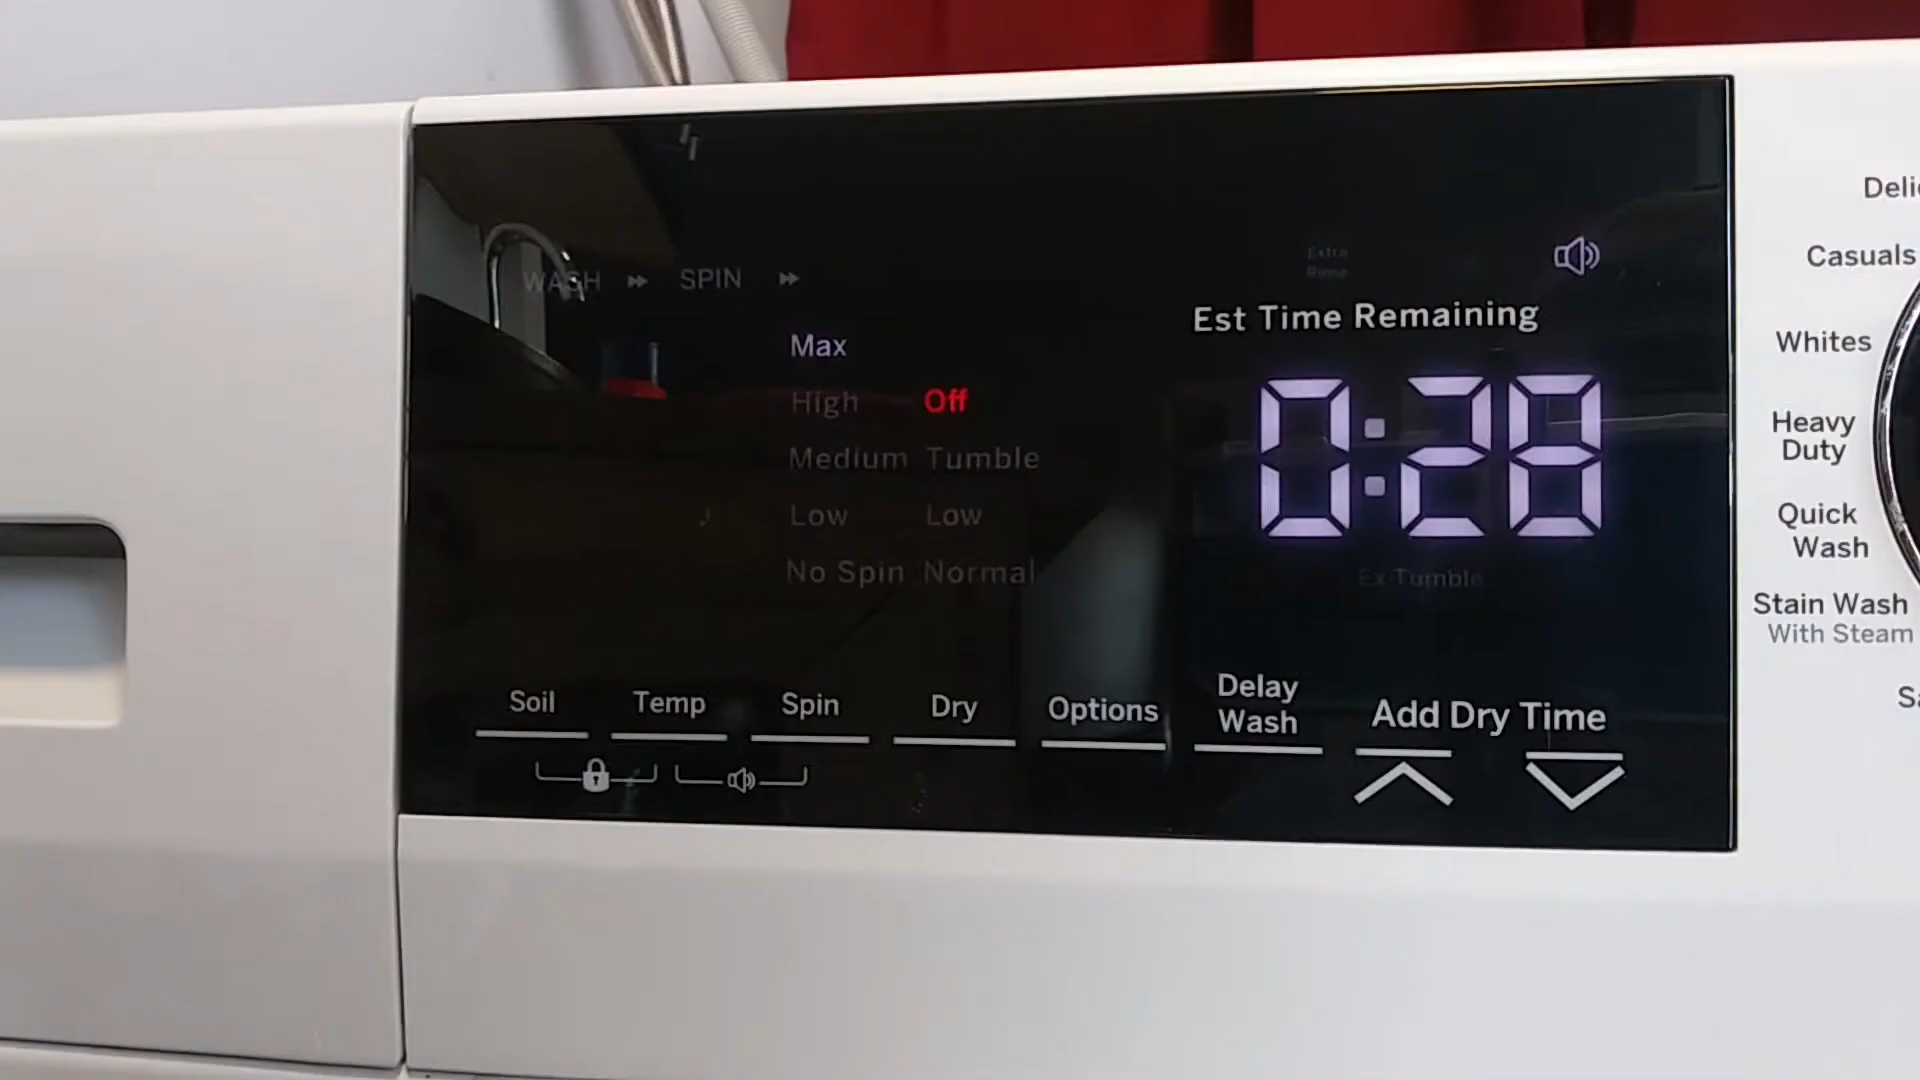 WASH SPIN
Extra
Rinse
Est Time Remaining
Max
High Off
Medium Tumble
Low Low
No Spin Normal
0:28
Ex Tumble
Soil Temp Spin Dry Options Delay Wash Add Dry Time
Deli
Casuals
Whites
Heavy
Duty
Quick
Wash
Stain Wash
With Steam